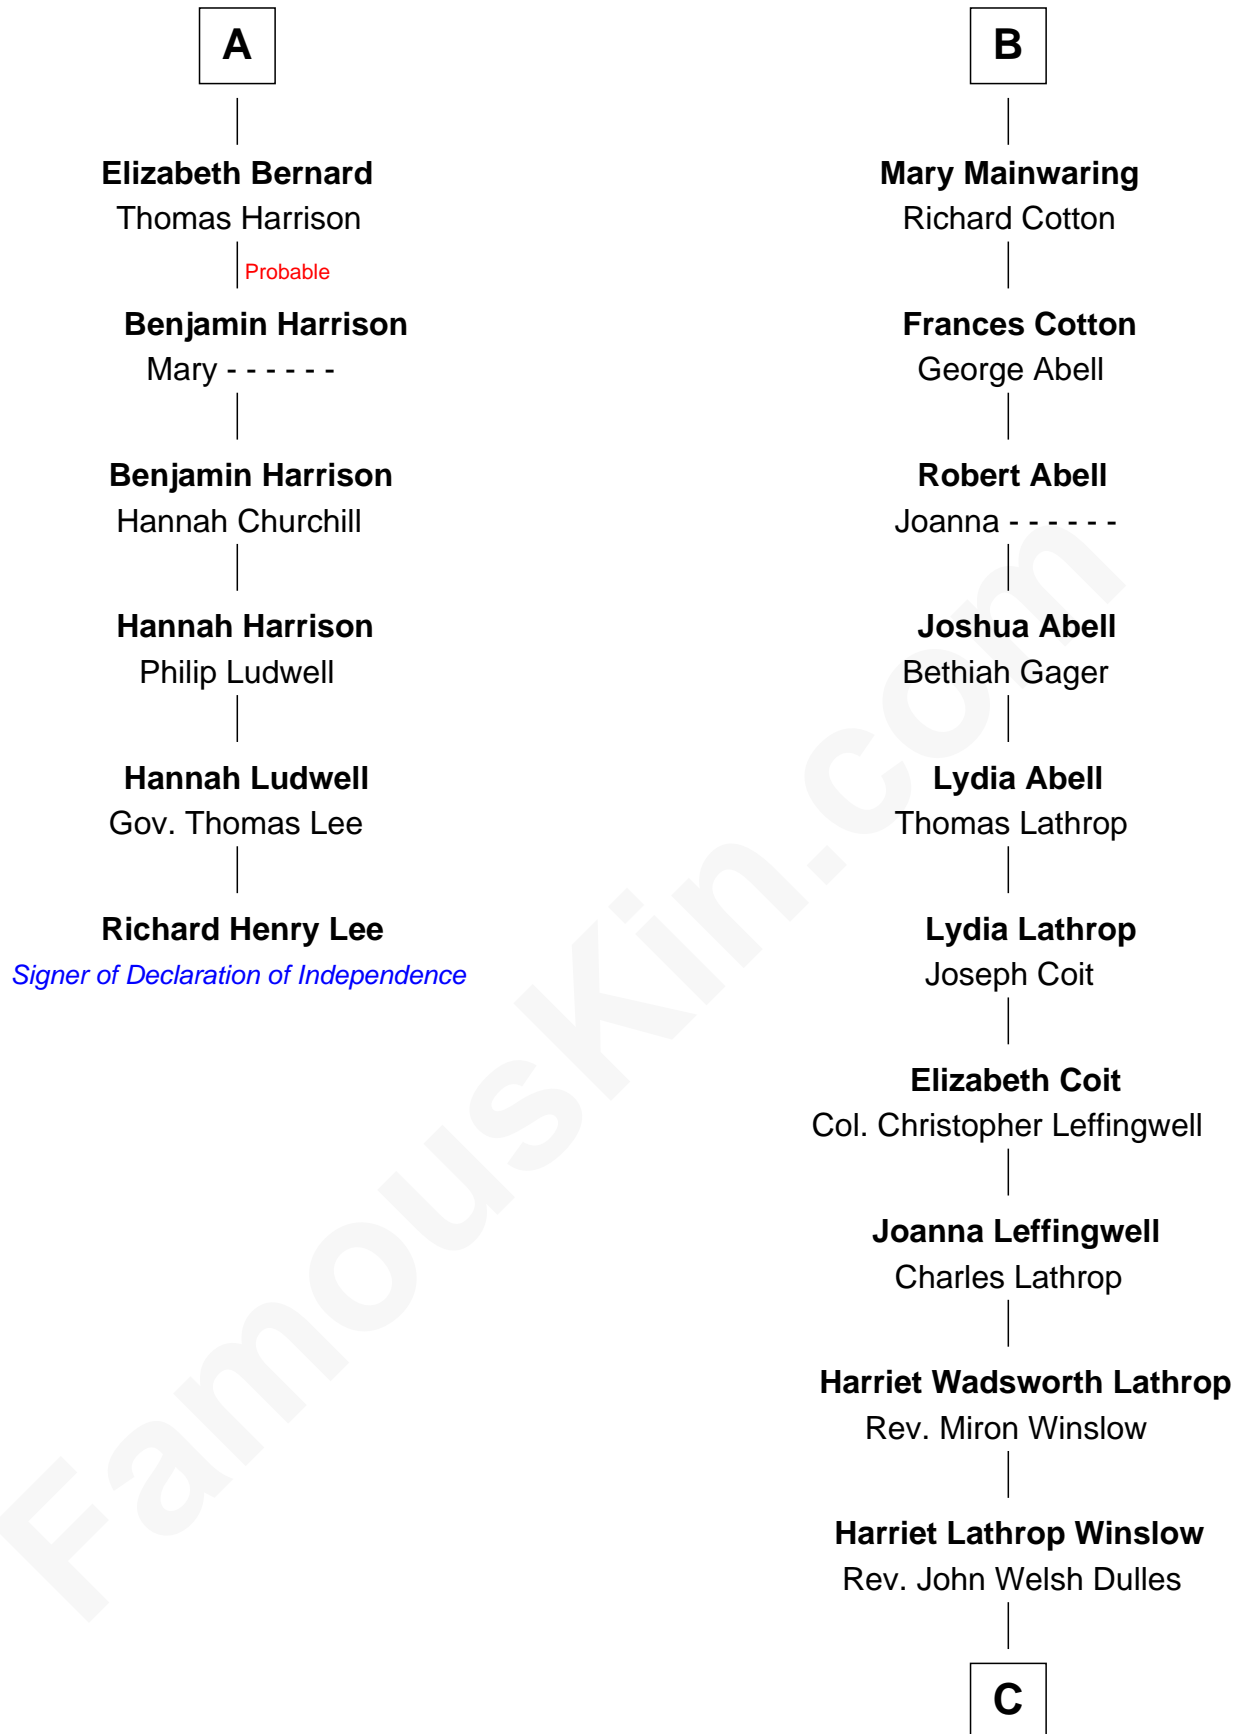 A
Elizabeth Bernard
Thomas Harrison
Probable
Benjamin Harrison
Mary - - - - - -
Benjamin Harrison
Hannah Churchill
Hannah Harrison
Philip Ludwell
Hannah Ludwell
Gov. Thomas Lee
Richard Henry Lee
Signer of Declaration of Independence
B
Mary Mainwaring
Richard Cotton
Frances Cotton
George Abell
Robert Abell
Joanna - - - - - -
Joshua Abell
Bethiah Gager
Lydia Abell
Thomas Lathrop
Lydia Lathrop
Joseph Coit
Elizabeth Coit
Col. Christopher Leffingwell
Joanna Leffingwell
Charles Lathrop
Harriet Wadsworth Lathrop
Rev. Miron Winslow
Harriet Lathrop Winslow
Rev. John Welsh Dulles
C
FamousKin.com